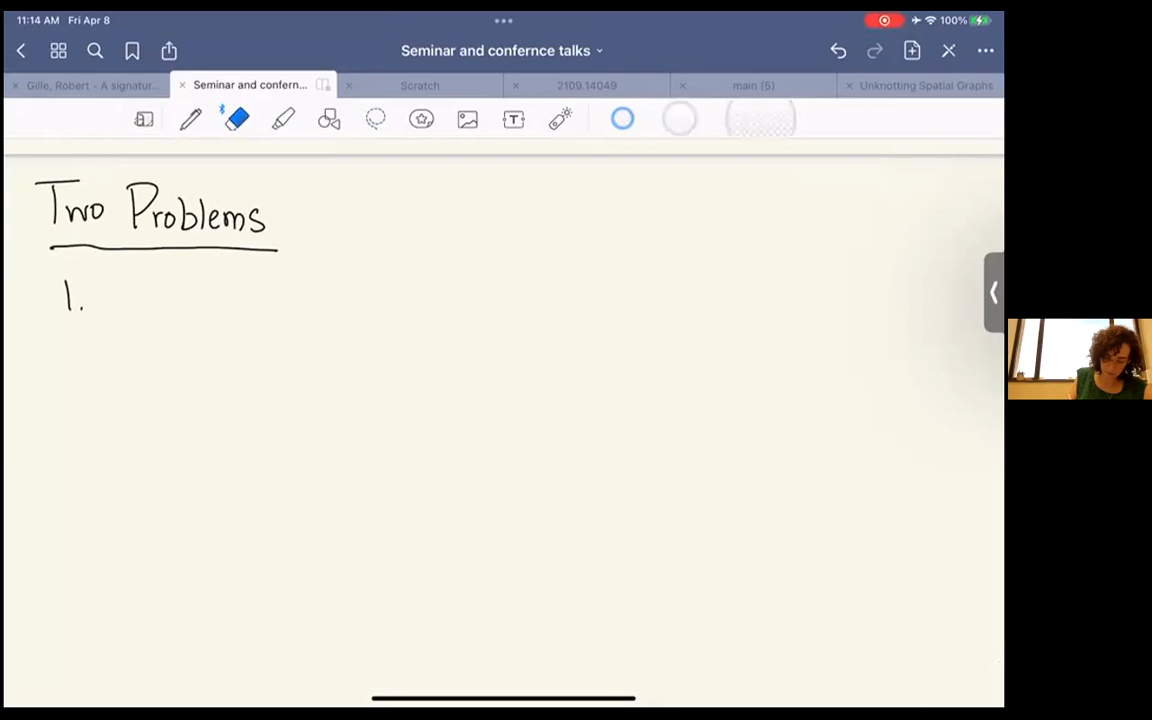 11:14 AM Fri Apr 8
100%
Seminar and confernce talks
Gille, Robert - A signatur...
Seminar and confern...
Scratch
2109.14049
main (5)
Unknotting Spatial Graphs
Two Problems
1.